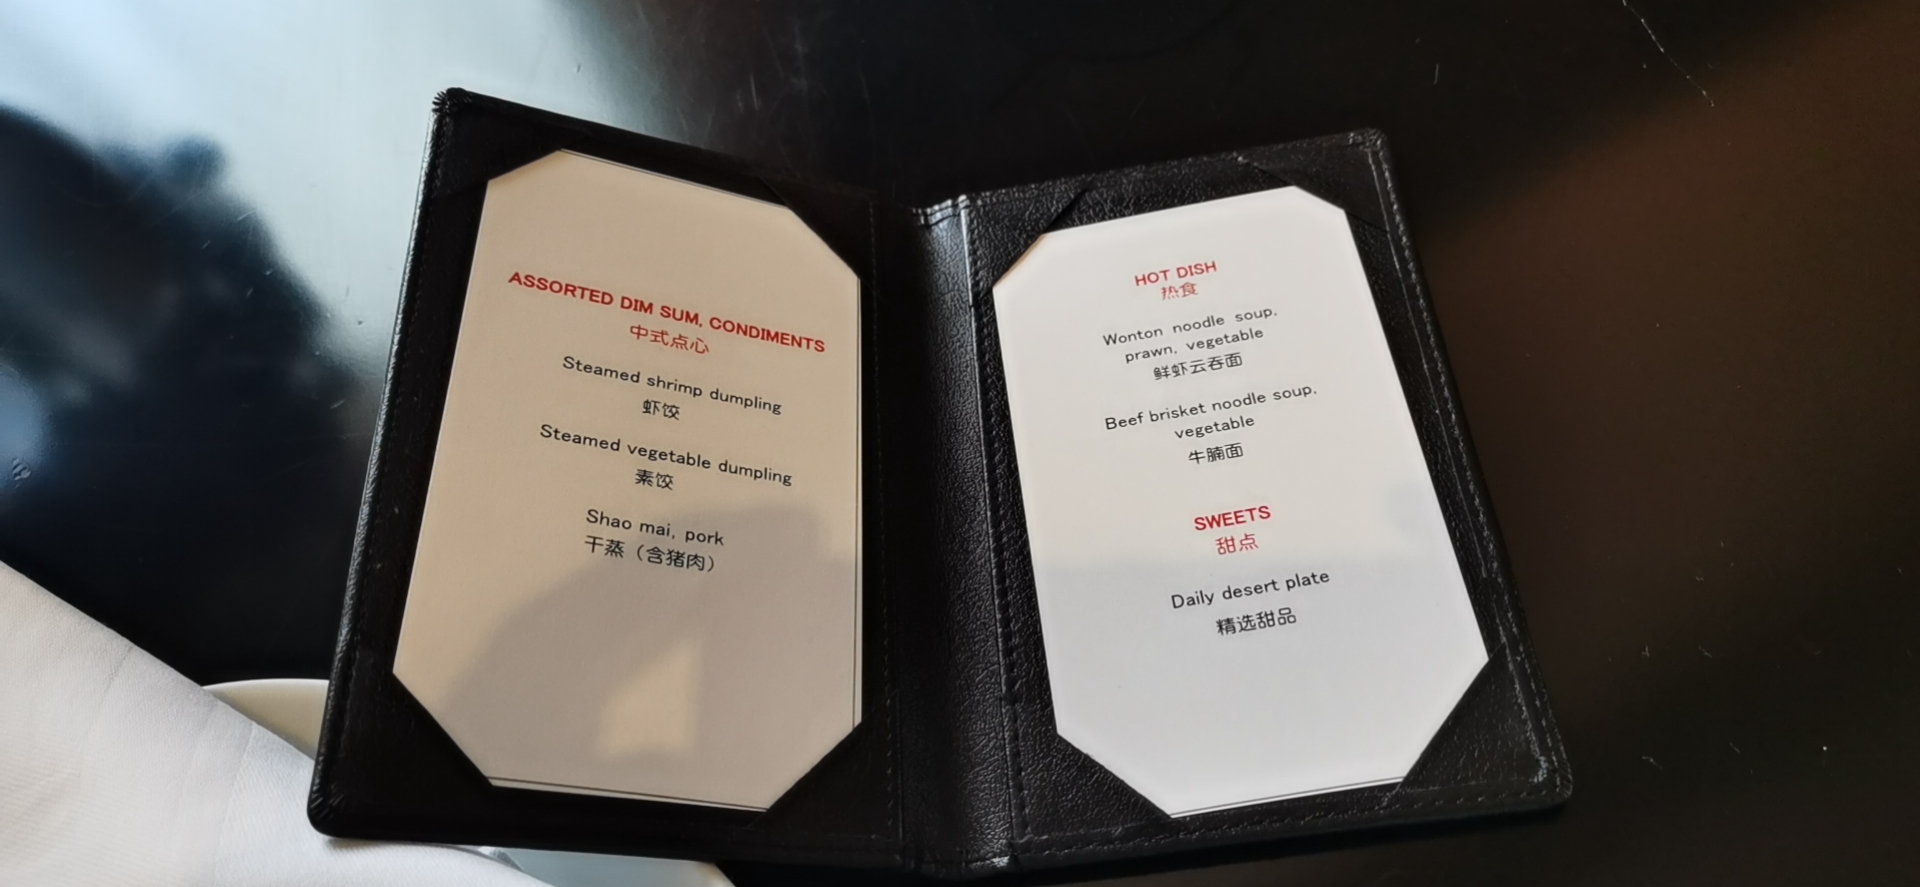 ASSORTED DIM SUM, CONDIMENTS
中式点心
Steamed shrimp dumpling
虾饺
Steamed vegetable dumpling
素饺
Shao mai, pork
干蒸（含猪肉）
HOT DISH
热食
Wonton noodle soup,
prawn, vegetable
鲜虾云吞面
Beef brisket noodle soup,
vegetable
牛腩面
SWEETS
甜点
Daily desert plate
精选甜品